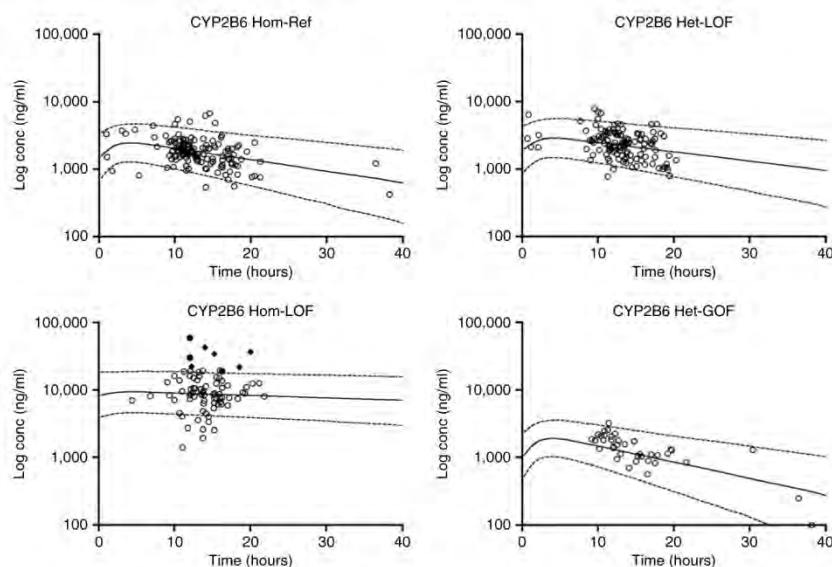 CYP2B6 Hom-Ref
100,000
10,000
1,000
100
Log conc (ng/ml)
0 10 20 30 40
Time (hours)
CYP2B6 Het-LOF
100,000
10,000
1,000
100
Log conc (ng/ml)
0 10 20 30 40
Time (hours)
CYP2B6 Hom-LOF
100,000
10,000
1,000
100
Log conc (ng/ml)
0 10 20 30 40
Time (hours)
CYP2B6 Het-GOF
100,000
10,000
1,000
100
Log conc (ng/ml)
0 10 20 30 40
Time (hours)